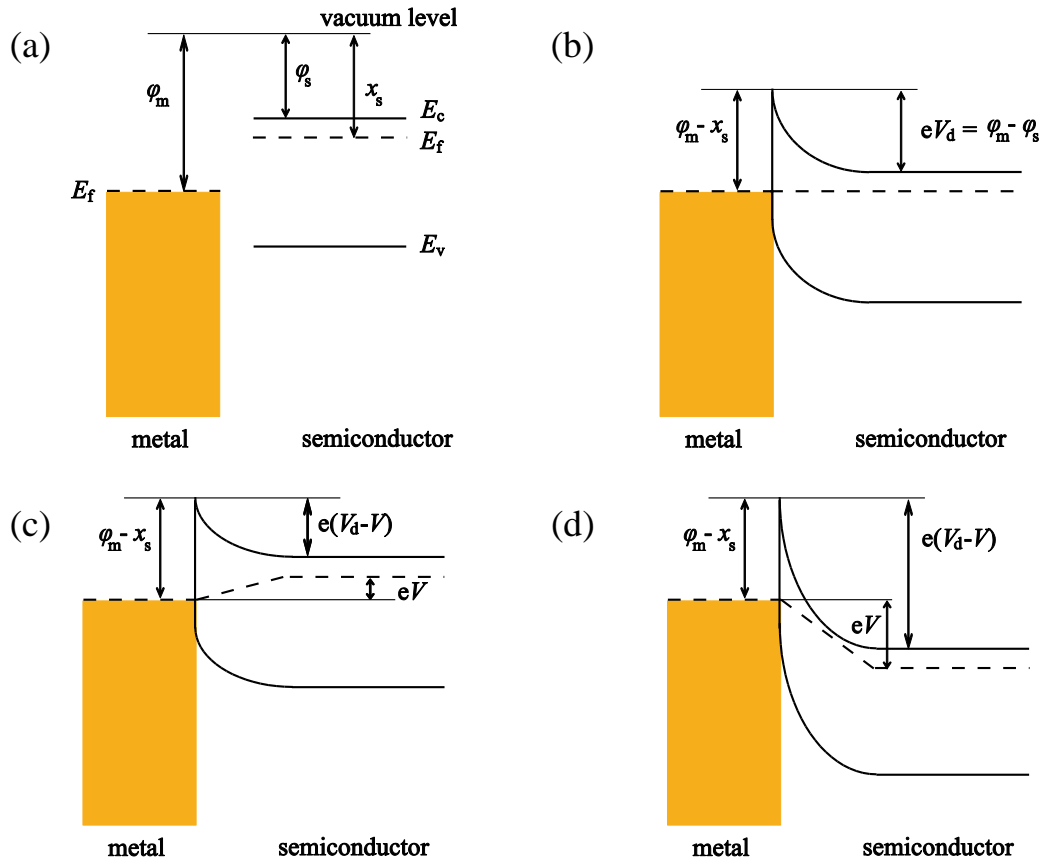 (a)
vacuum level
φm
φs
xs
Ec
Ef
Ef
Ev
metal
semiconductor
(b)
φm- xs
eVd = φm- φs
metal
semiconductor
(c)
φm- xs
e(Vd-V)
eV
metal
semiconductor
(d)
φm- xs
e(Vd-V)
eV
metal
semiconductor